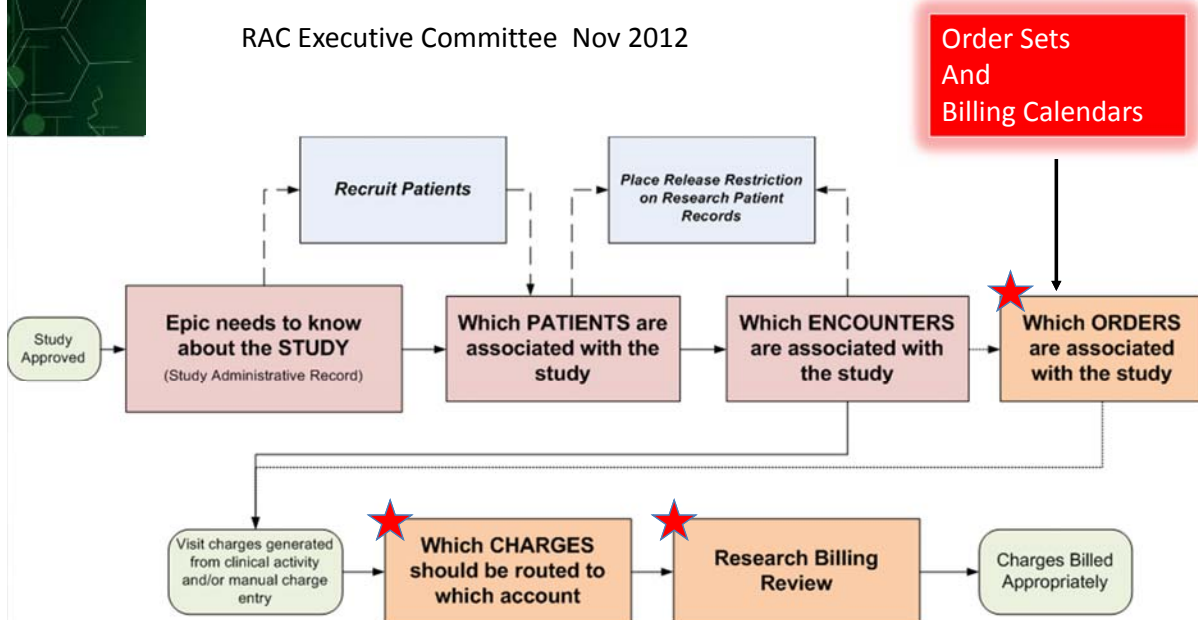 RAC Executive Committee Nov 2012
Order Sets
And
Billing Calendars
Recruit Patients
Place Release Restriction
on Research Patient
Records
Study
Approved
Epic needs to know
about the STUDY
(Study Administrative Record)
Which PATIENTS are
associated with the
study
Which ENCOUNTERS
are associated with
the study
Which ORDERS
are associated
with the study
Visit charges generated
from clinical activity
and/or manual charge
entry
Which CHARGES
should be routed to
which account
Research Billing
Review
Charges Billed
Appropriately